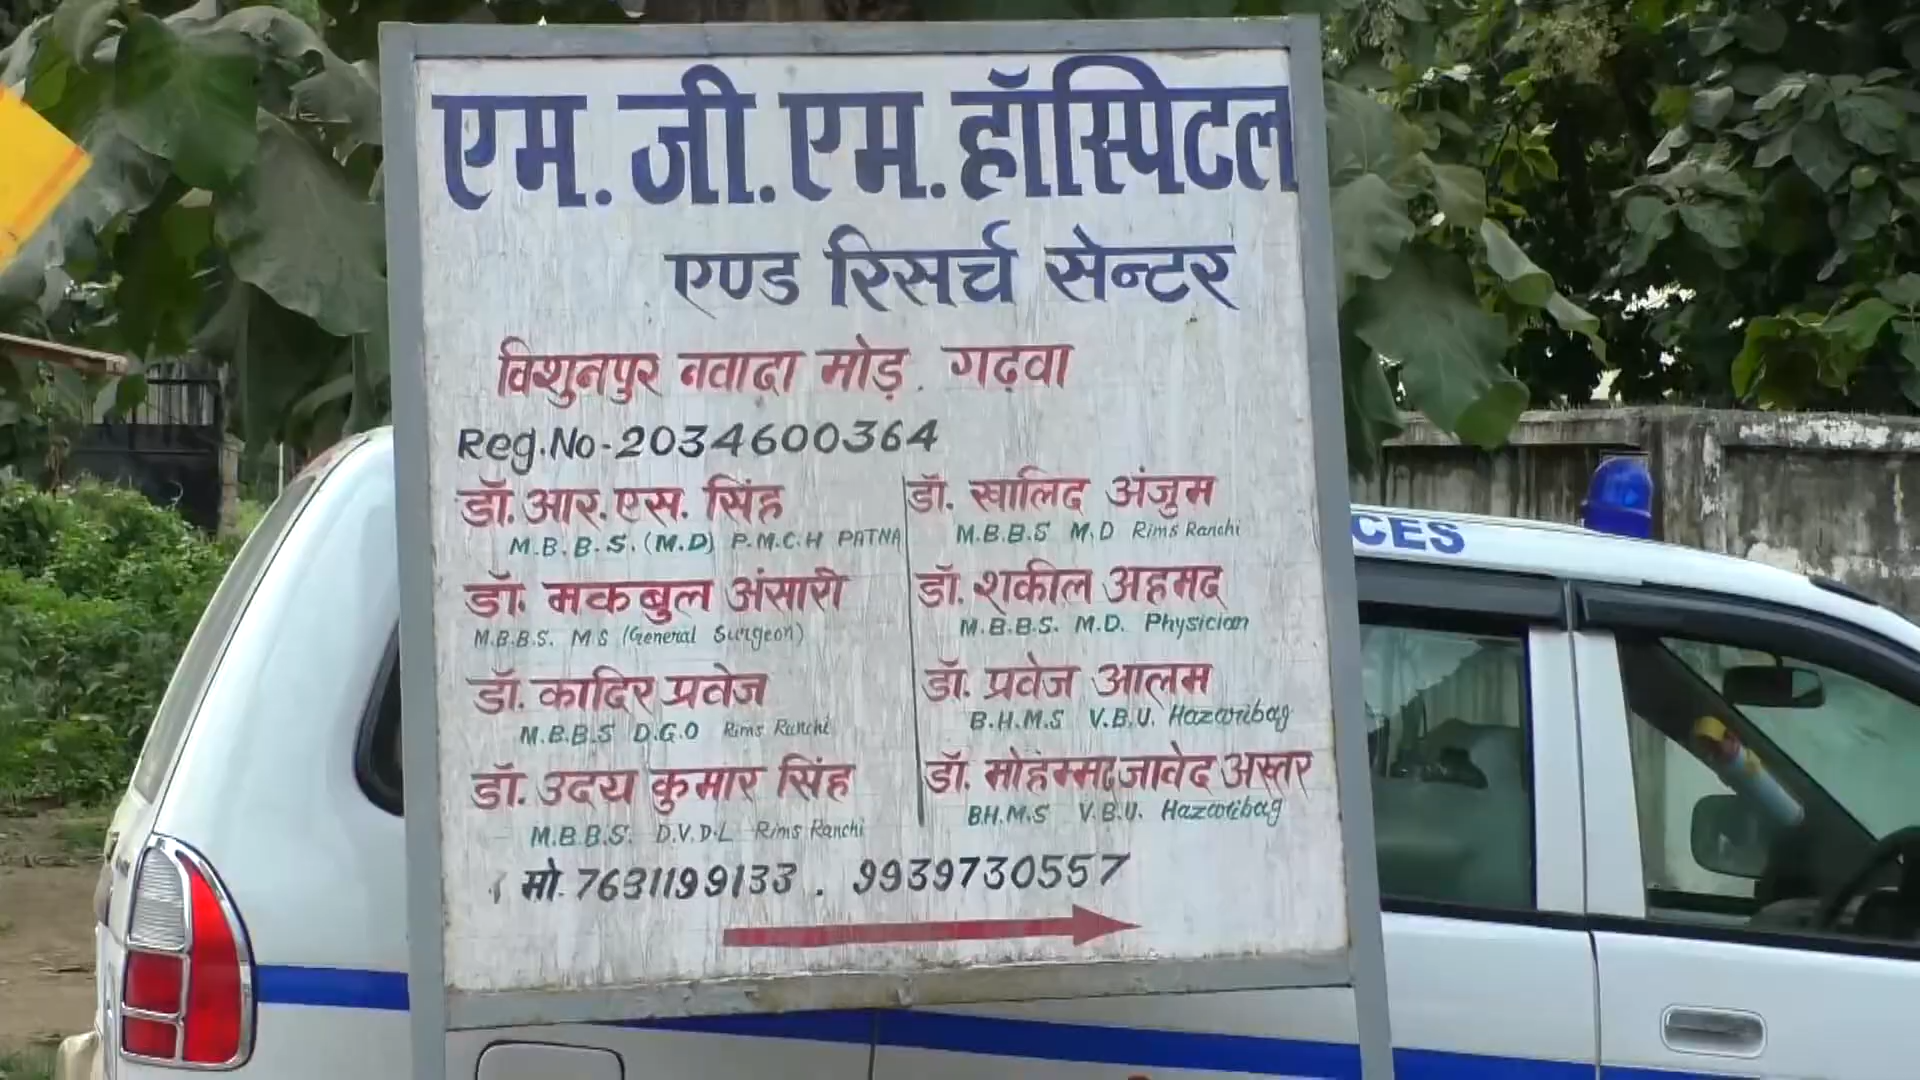 एम. जी. एम. हॉस्पिटल
एण्ड रिसर्च सेन्टर
विशुनपुर नवादा मोड़, गढ़वा
Reg.No-2034600364
डॉ. आर. एस. सिंह
M.B.B.S. (M.D) P.M.C.H PATNA
डॉ. मकबुल अंसारी
M.B.B.S. M S (General Surgeon)
डॉ. कादिर प्रवेज
M.B.B.S D.G.O Rims Ranchi
डॉ. उदय कुमार सिंह
M.B.B.S. D.V.D.L Rims Ranchi
डॉ. खालिद अंजुम
M.B.B.S M.D Rims Ranchi
डॉ. शकील अहमद
M.B.B.S. M.D. Physician
डॉ. प्रवेज आलम
B.H.M.S V.B.U. Hazaribag
डॉ. मोहम्मद जावेद अख्तर
B.H.M.S V.B.U. Hazaribag
मो. 7631199133 . 9939730557
CES